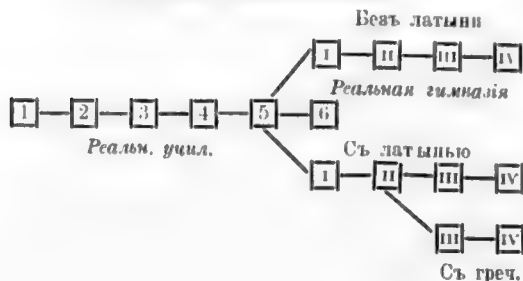 Безъ латыни
I II III IV
Реальная гимназія
1 2 3 4 5 6
Реальн. учил.
Съ латынью
I II III IV
III IV
Съ греч.